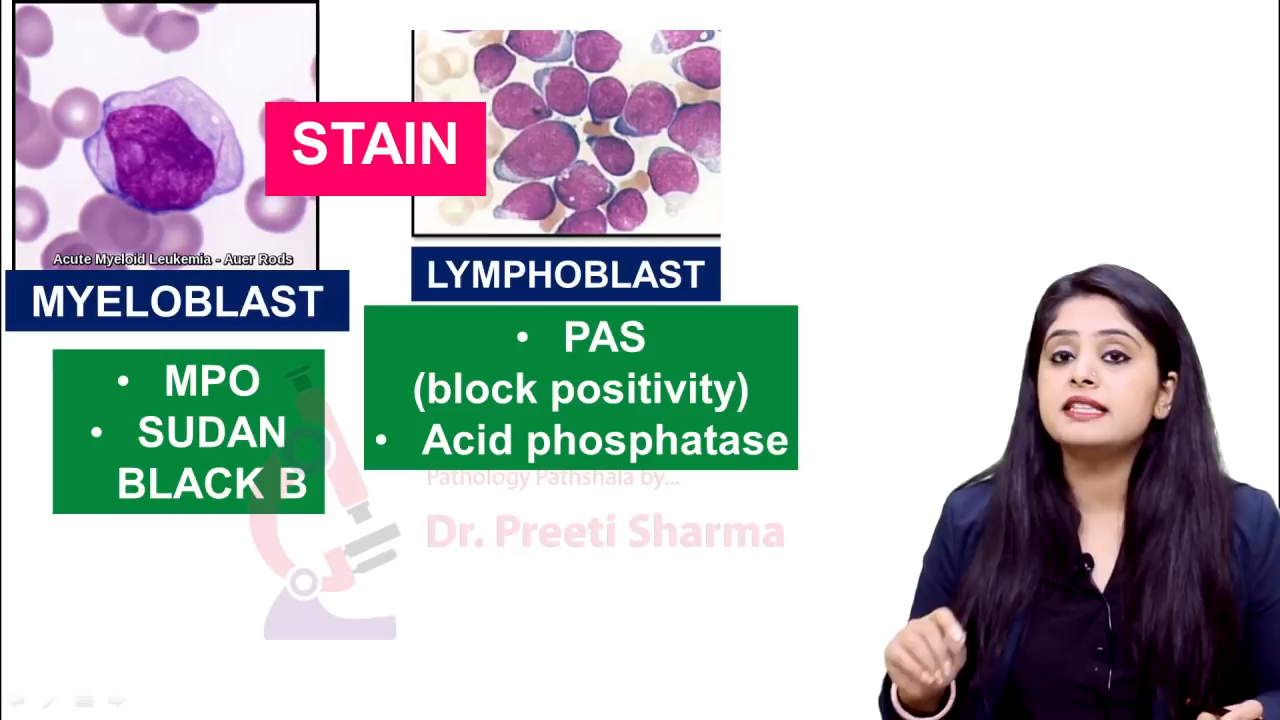 STAIN
Acute Myeloid Leukemia - Auer Rods
MYELOBLAST
• MPO
• SUDAN
BLACK B
LYMPHOBLAST
• PAS
(block positivity)
• Acid phosphatase
Pathology Pathshala by...
Dr. Preeti Sharma